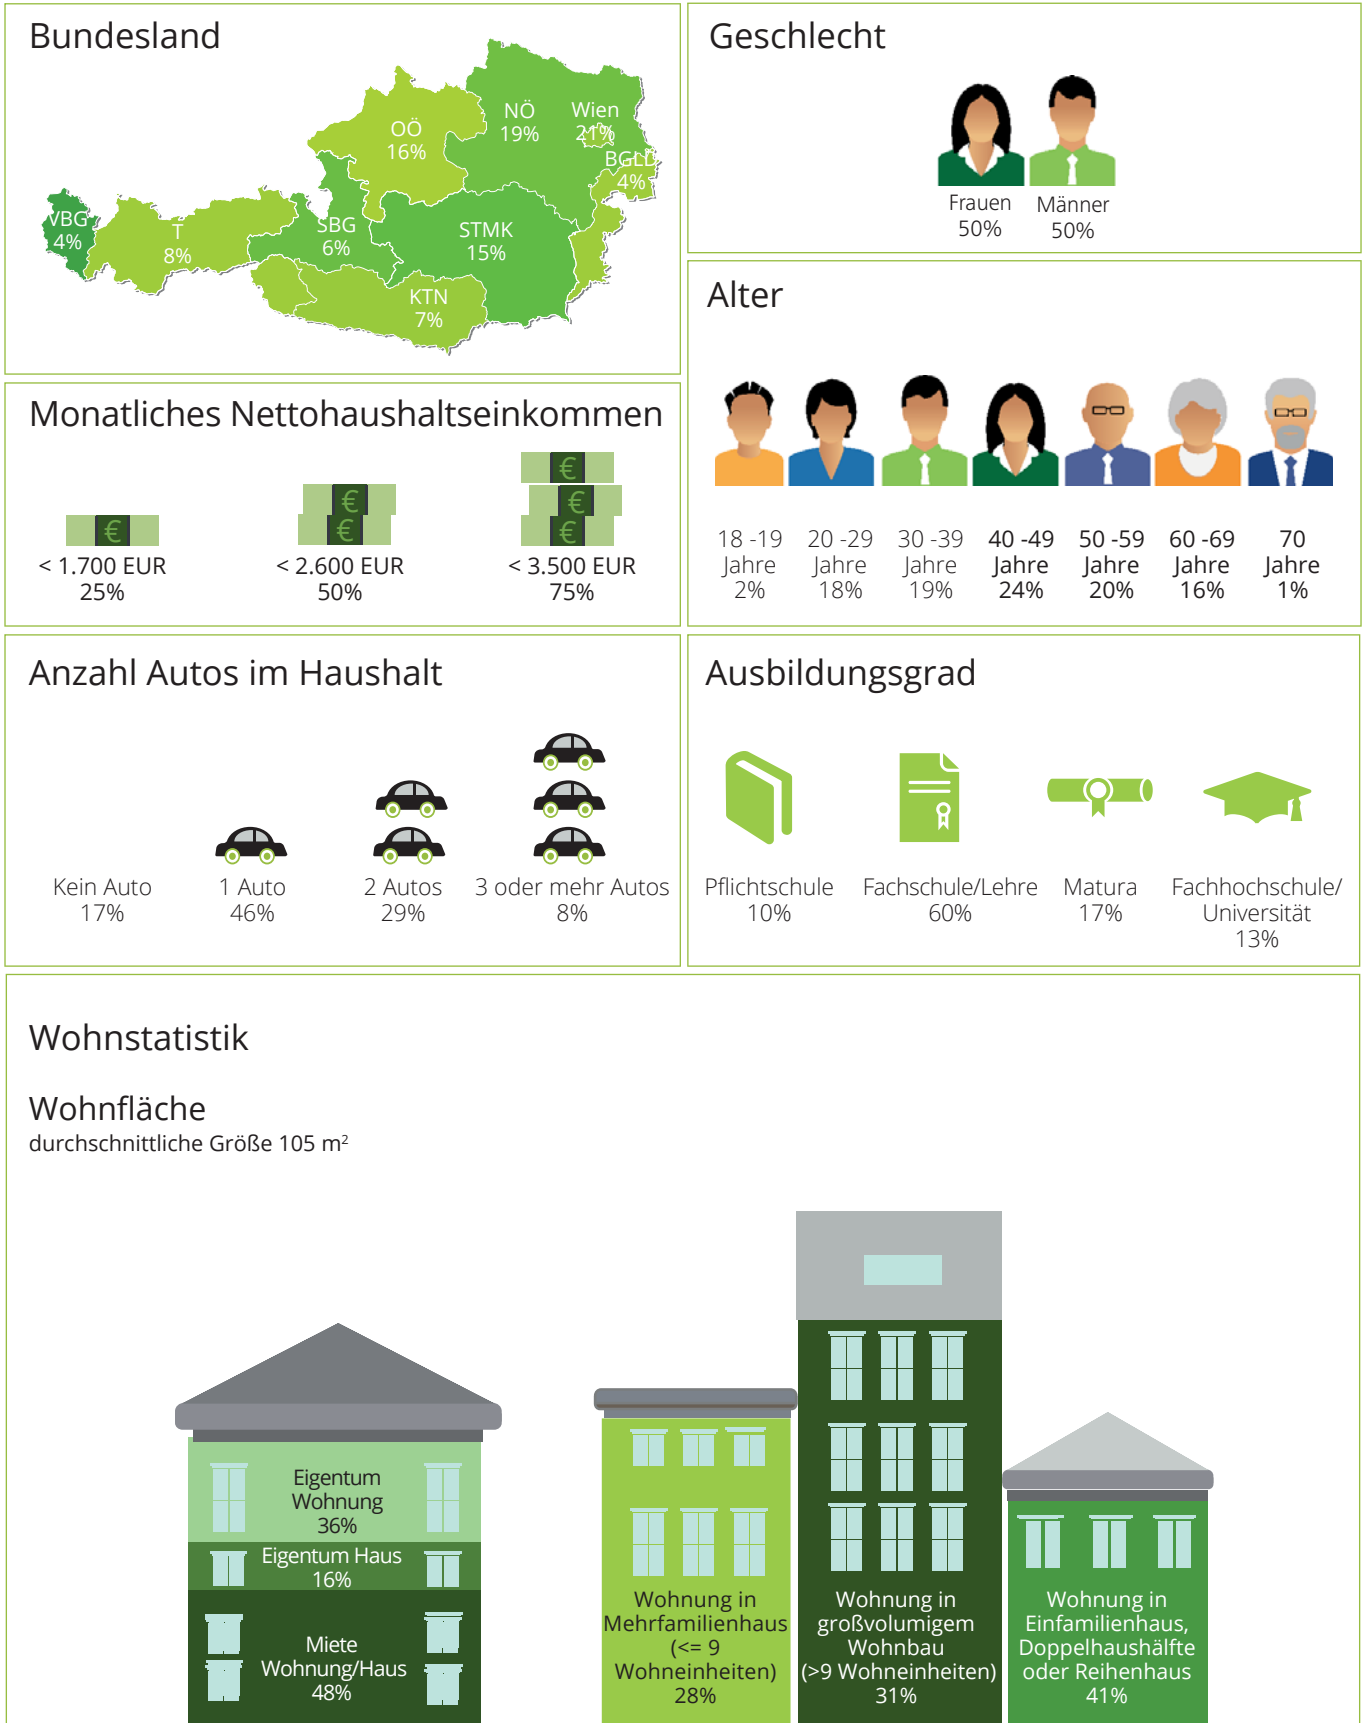 Bundesland
OÖ
16%
NÖ
19%
Wien
21%
BGLD
4%
VBG
4%
T
8%
SBG
6%
STMK
15%
KTN
7%
Geschlecht
Frauen
50%
Männer
50%
Alter
18 -19
Jahre
2%
20 -29
Jahre
18%
30 -39
Jahre
19%
40 -49
Jahre
24%
50 -59
Jahre
20%
60 -69
Jahre
16%
70
Jahre
1%
Monatliches Nettohaushaltseinkommen
€
€
€
€
€
€
< 1.700 EUR
25%
< 2.600 EUR
50%
< 3.500 EUR
75%
Anzahl Autos im Haushalt
Kein Auto
17%
1 Auto
46%
2 Autos
29%
3 oder mehr Autos
8%
Ausbildungsgrad
Pflichtschule
10%
Fachschule/Lehre
60%
Matura
17%
Fachhochschule/
Universität
13%
Wohnstatistik
Wohnfläche
durchschnittliche Größe 105 m²
Eigentum
Wohnung
36%
Eigentum Haus
16%
Miete
Wohnung/Haus
48%
Wohnung in
Mehrfamilienhaus
(<= 9
Wohneinheiten)
28%
Wohnung in
großvolumigem
Wohnbau
(>9 Wohneinheiten)
31%
Wohnung in
Einfamilienhaus,
Doppelhaushälfte
oder Reihenhaus
41%